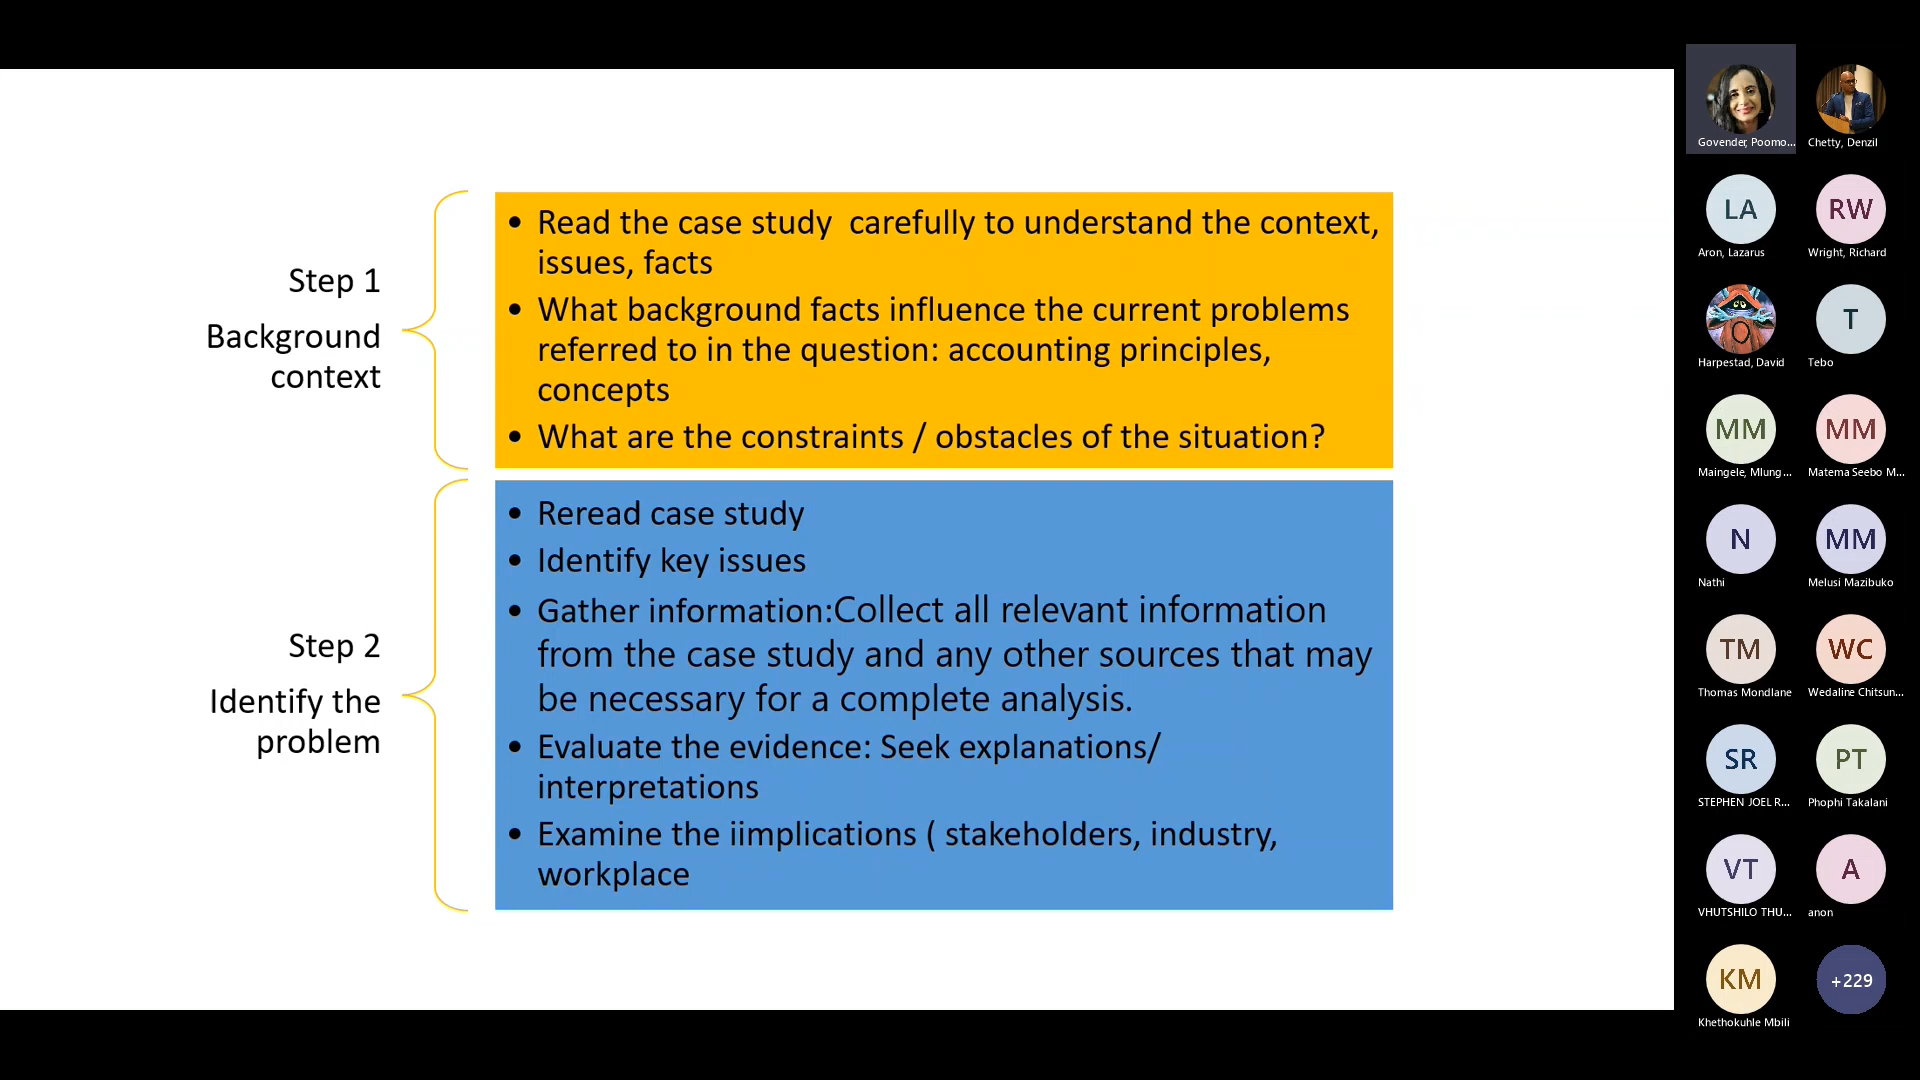 Step 1
Background
context
• Read the case study  carefully to understand the context,
issues, facts
• What background facts influence the current problems
referred to in the question: accounting principles,
concepts
• What are the constraints / obstacles of the situation?
Step 2
Identify the
problem
• Reread case study
• Identify key issues
• Gather information:Collect all relevant information
from the case study and any other sources that may
be necessary for a complete analysis.
• Evaluate the evidence: Seek explanations/
interpretations
• Examine the iimplications ( stakeholders, industry,
workplace
Govender, Poomo...
Chetty, Denzil
LA
RW
Aron, Lazarus
Wright, Richard
T
Harpestad, David
Tebo
MM
MM
Maingele, Mlung...
Matema Seebo M...
N
MM
Nathi
Melusi Mazibuko
TM
WC
Thomas Mondlane
Wedaline Chitsun...
SR
PT
STEPHEN JOEL R...
Phophi Takalani
VT
A
VHUTSHILO THU...
anon
KM
+229
Khethokuhle Mbili